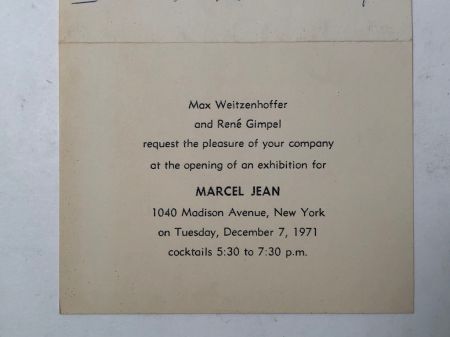 Max Weitzenhoffer
and René Gimpel
request the pleasure of your company
at the opening of an exhibition for
MARCEL JEAN
1040 Madison Avenue, New York
on Tuesday, December 7, 1971
cocktails 5:30 to 7:30 p.m.